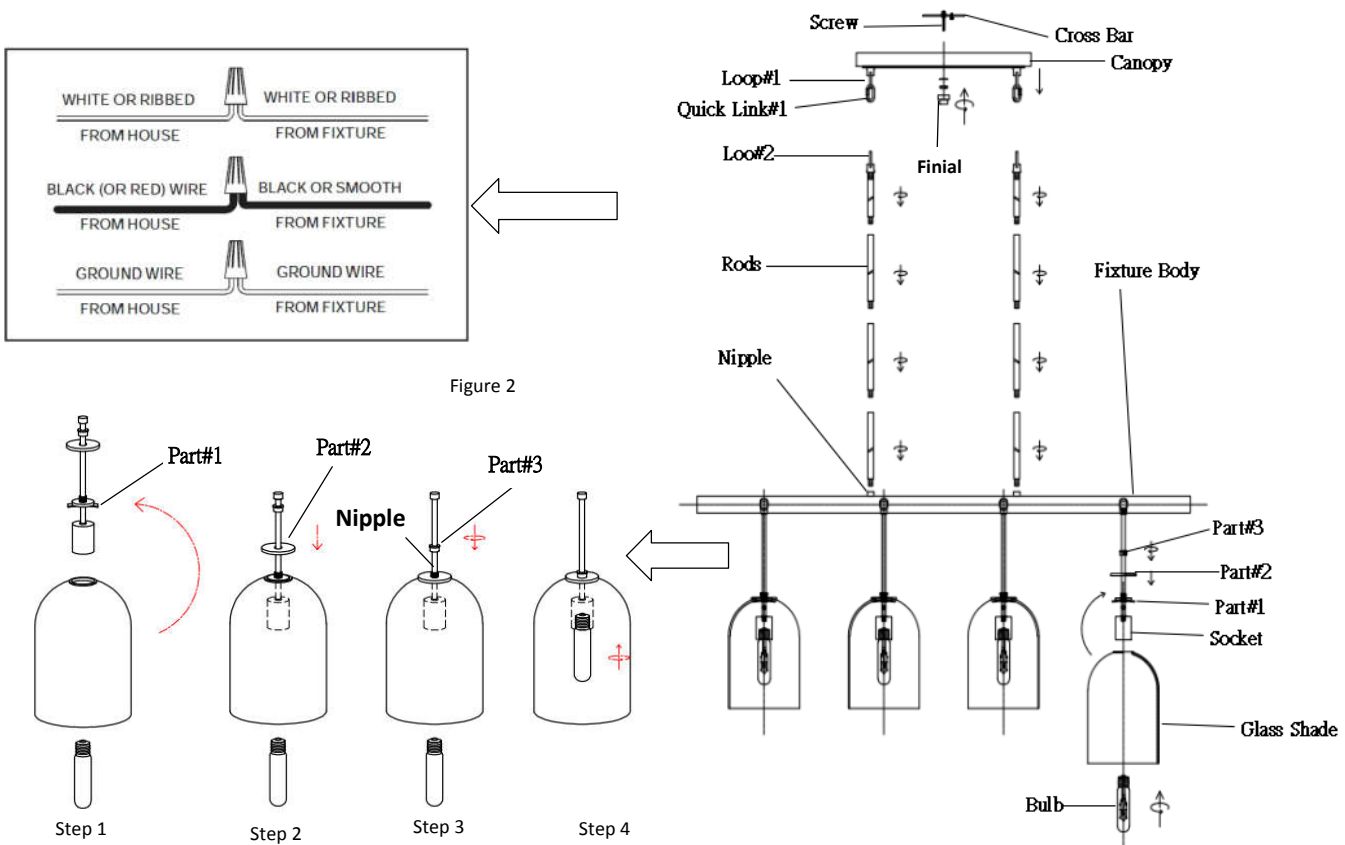 WHITE OR RIBBED WHITE OR RIBBED
FROM HOUSE FROM FIXTURE
BLACK (OR RED) WIRE BLACK OR SMOOTH
FROM HOUSE FROM FIXTURE
GROUND WIRE GROUND WIRE
FROM HOUSE FROM FIXTURE
Figure 2
Screw
Cross Bar
Canopy
Loop#1
Quick Link#1
Loo#2
Finial
Rods
Fixture Body
Nipple
Part#3
Part#2
Part#1
Socket
Glass Shade
Bulb
Part#1
Part#2
Part#3
Nipple
Step 1
Step 2
Step 3
Step 4